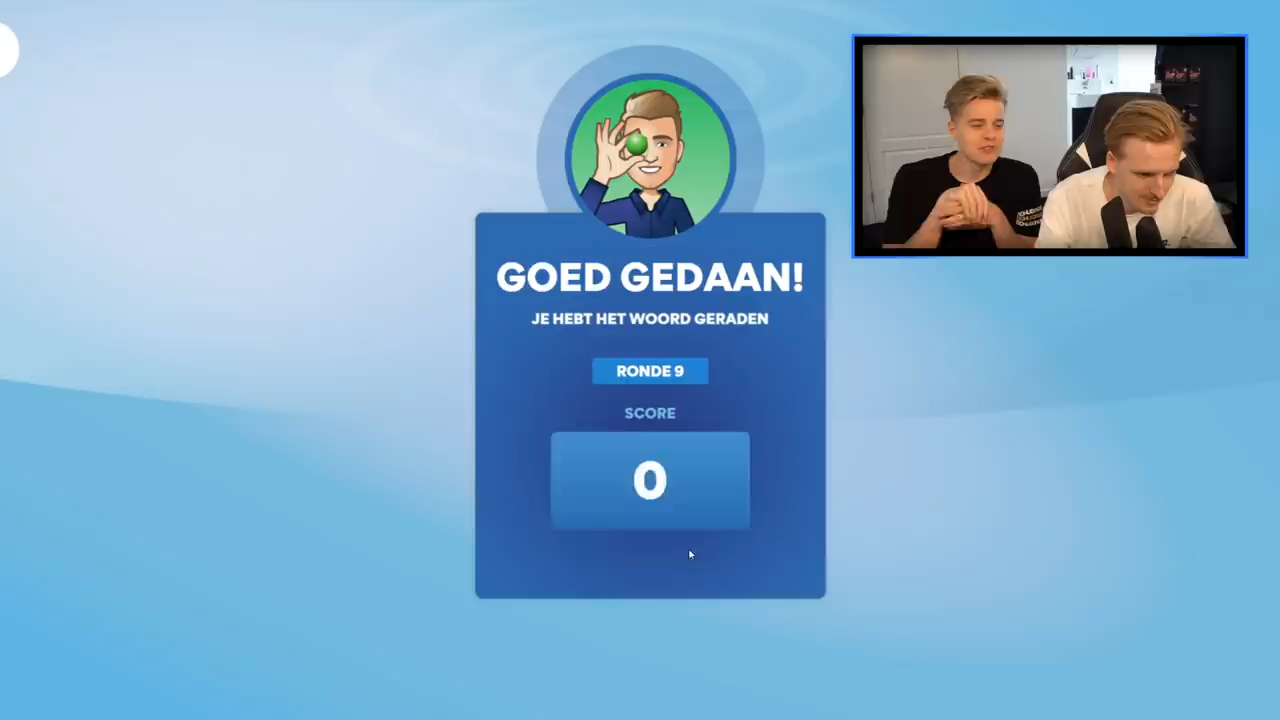 GOED GEDAAN!
JE HEBT HET WOORD GERADEN
RONDE 9
SCORE
0